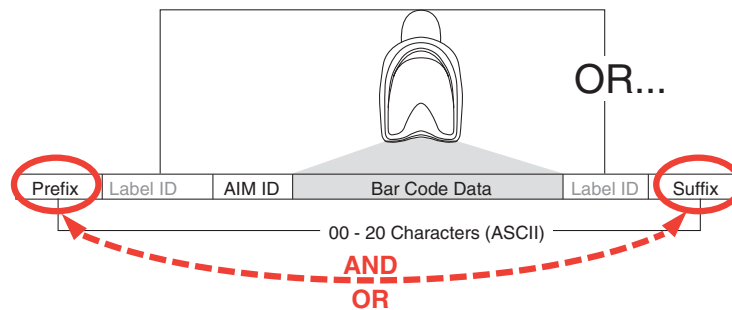 OR...
Prefix Label ID AIM ID Bar Code Data Label ID Suffix
00 - 20 Characters (ASCII)
AND
OR